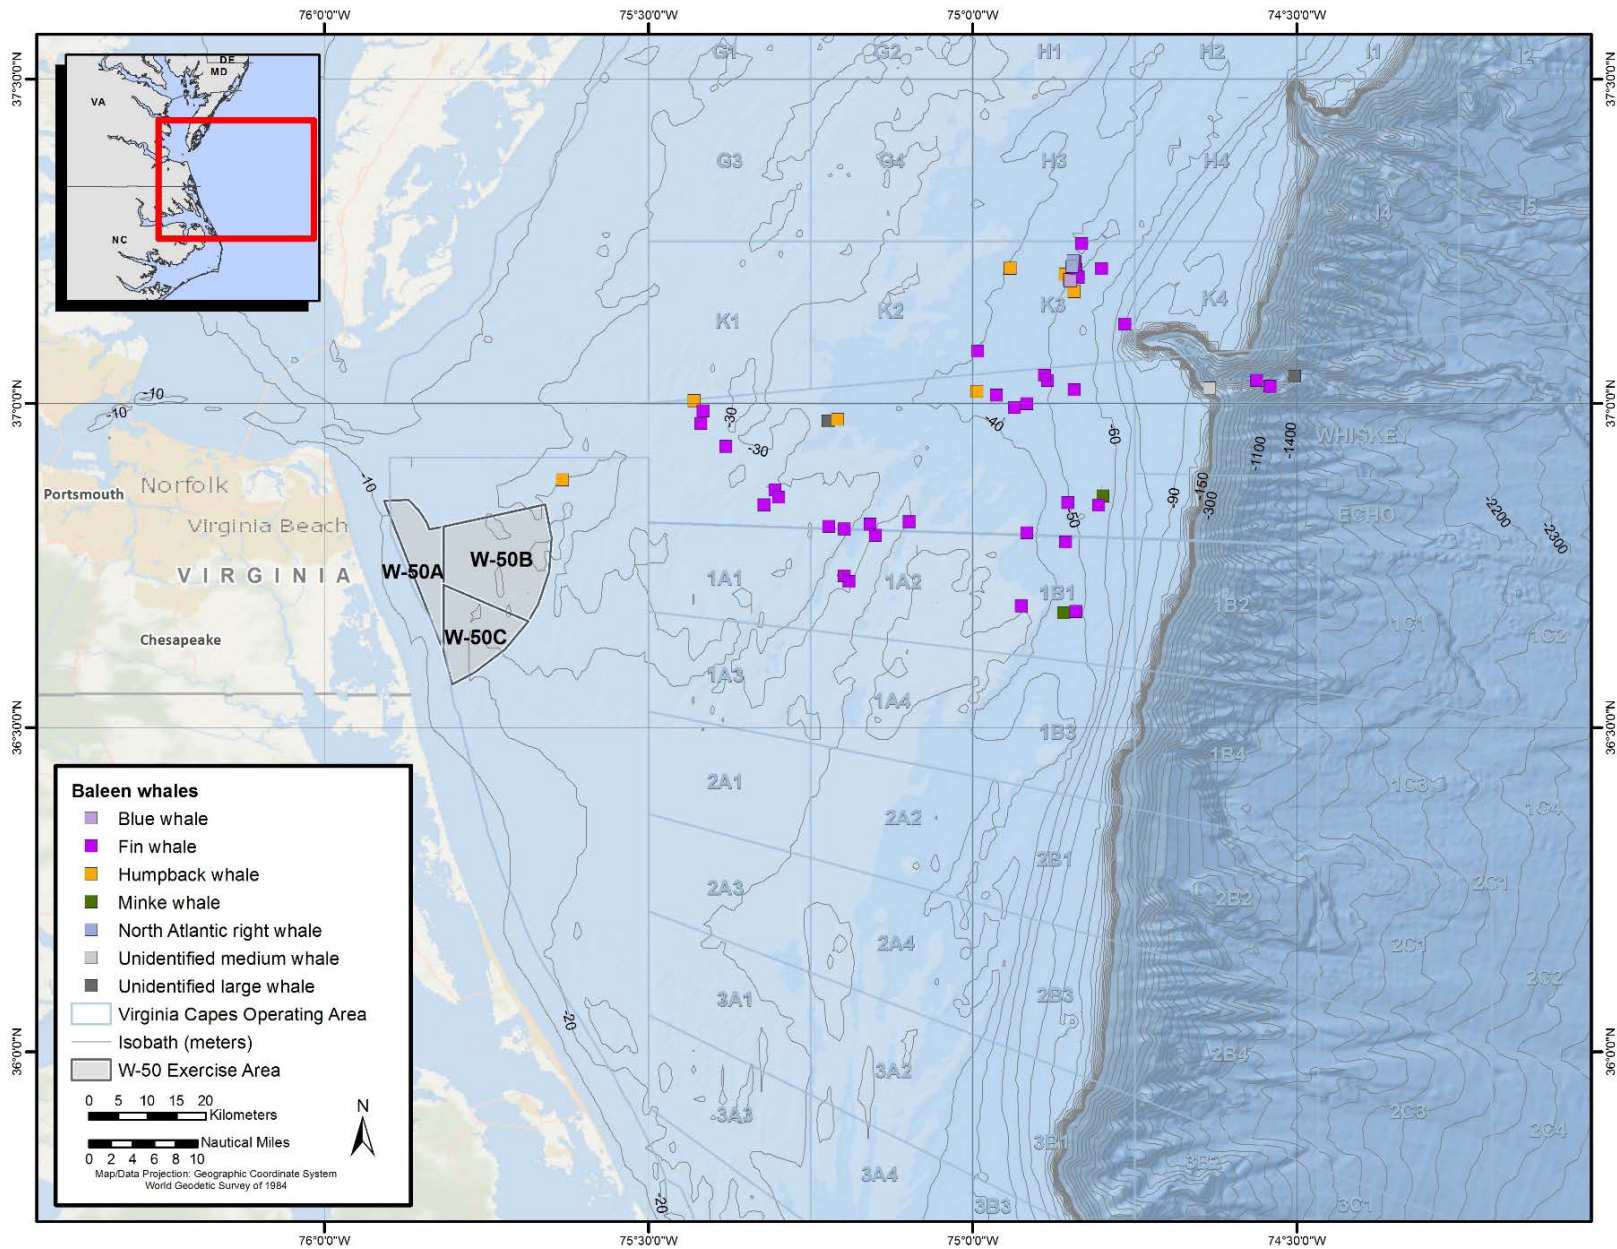 76°0'0"W
75°30'0"W
75°0'0"W
74°30'0"W
37°30'0"N
37°30'0"N
DE
MD
VA
NC
G1
G2
H1
H2
I1
I2
G3
G4
H3
H4
I4
I5
K1
K2
K3
K4
37°0'0"N
37°0'0"N
-10
-10
-10
-30
-30
-40
-60
-50
-90
-150
-300
-1100
-1400
-2200
-2300
WHISKEY
ECHO
Portsmouth
Norfolk
Virginia Beach
VIRGINIA
Chesapeake
W-50A
W-50B
W-50C
1A1
1A2
1B1
1B2
1C1
1C2
1A3
1A4
1B3
1B4
1C3
1C4
36°30'0"N
36°30'0"N
2A1
2A2
2B1
2B2
2C1
2A3
2A4
2B3
2C1
2C2
3A1
2B4
36°0'0"N
36°0'0"N
3A2
3A3
3B1
2C3
2C4
3A4
3B2
3B3
3C1
-20
-20
Baleen whales
Blue whale
Fin whale
Humpback whale
Minke whale
North Atlantic right whale
Unidentified medium whale
Unidentified large whale
Virginia Capes Operating Area
Isobath (meters)
W-50 Exercise Area
0 5 10 15 20
Kilometers
N
Nautical Miles
0 2 4 6 8 10
Map/Data Projection: Geographic Coordinate System
World Geodetic Survey of 1984
76°0'0"W
75°30'0"W
75°0'0"W
74°30'0"W